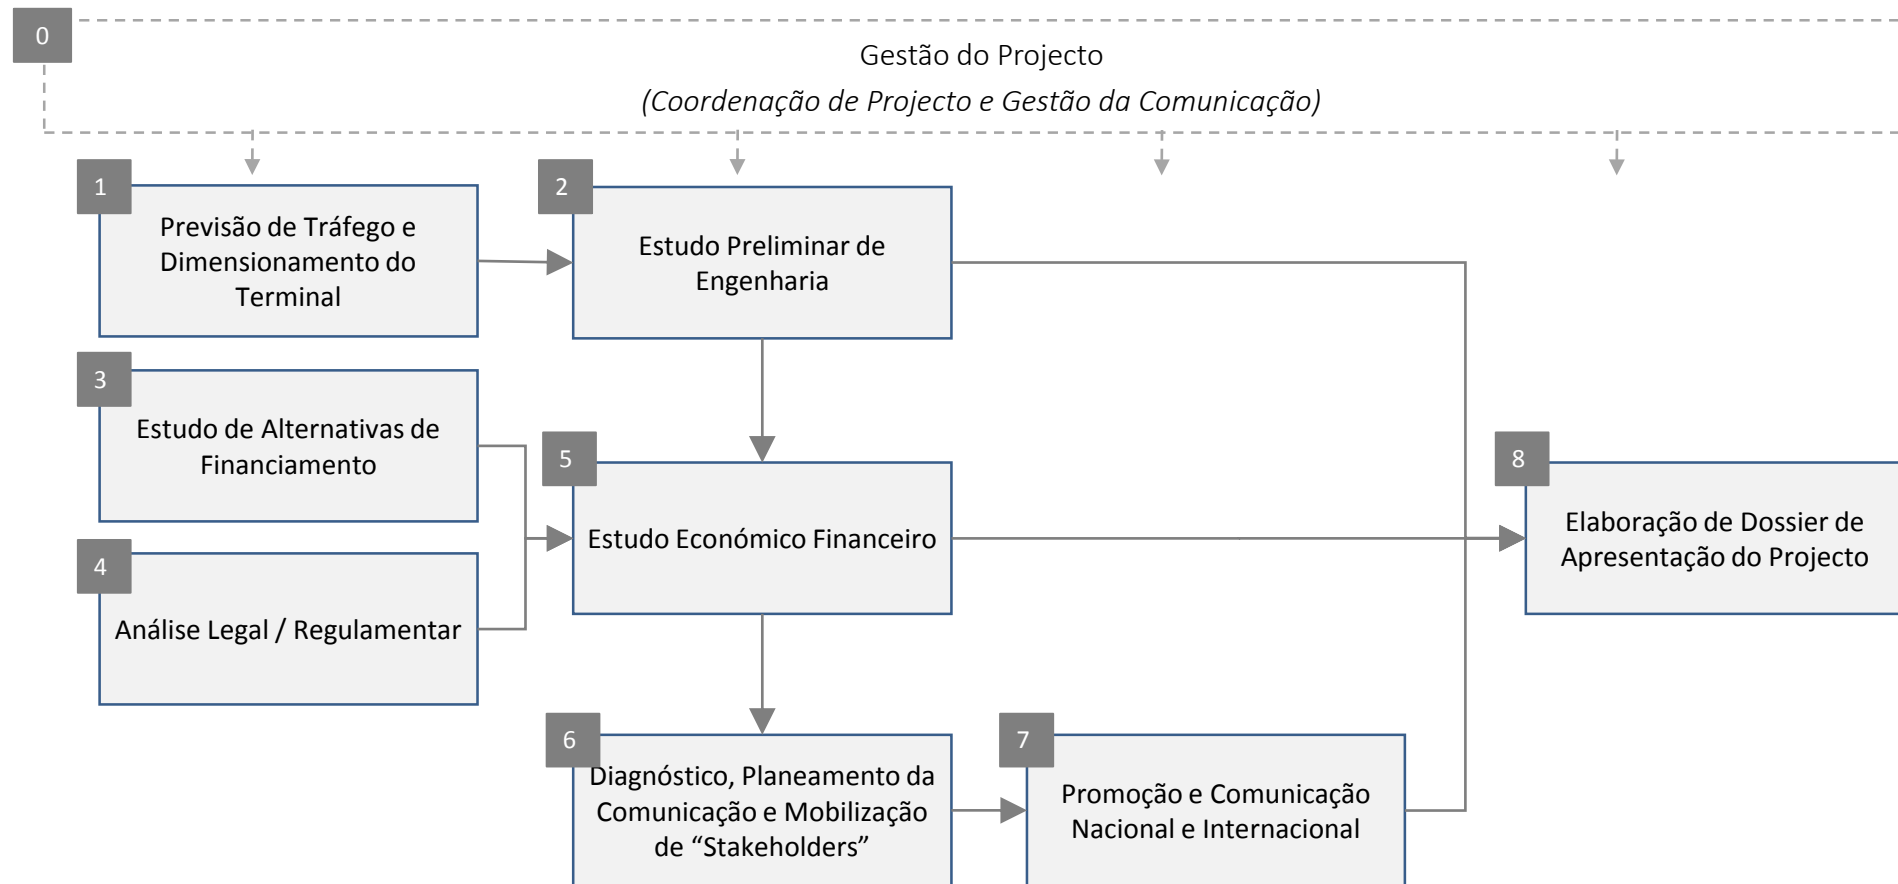 0
Gestão do Projecto
(Coordenação de Projecto e Gestão da Comunicação)
1
Previsão de Tráfego e
Dimensionamento do
Terminal
2
Estudo Preliminar de
Engenharia
3
Estudo de Alternativas de
Financiamento
4
Análise Legal / Regulamentar
5
Estudo Económico Financeiro
6
Diagnóstico, Planeamento da
Comunicação e Mobilização
de “Stakeholders”
7
Promoção e Comunicação
Nacional e Internacional
8
Elaboração de Dossier de
Apresentação do Projecto